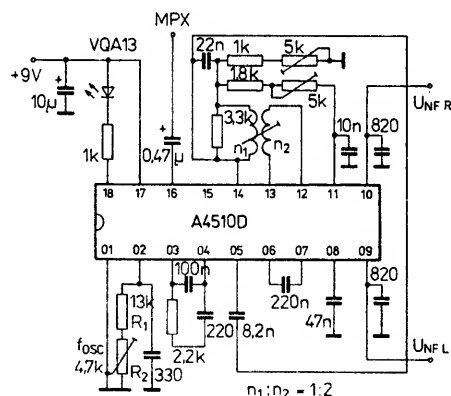 MPX
VQA13
22n
1k
5k
+9V
+
10µ
1,8k
5k
U_NF R
3,3k
n1
n2
10n
820
1k
+
0,47µ
18 17 16 15 14 13 12 11 10
A4510D
01 02 03 04 05 06 07 08 09
100n
820
13k
R1
220
8,2n
220n
47n
fosc
4,7k
R2
330
2,2k
U_NF L
n1:n2 = 1:2